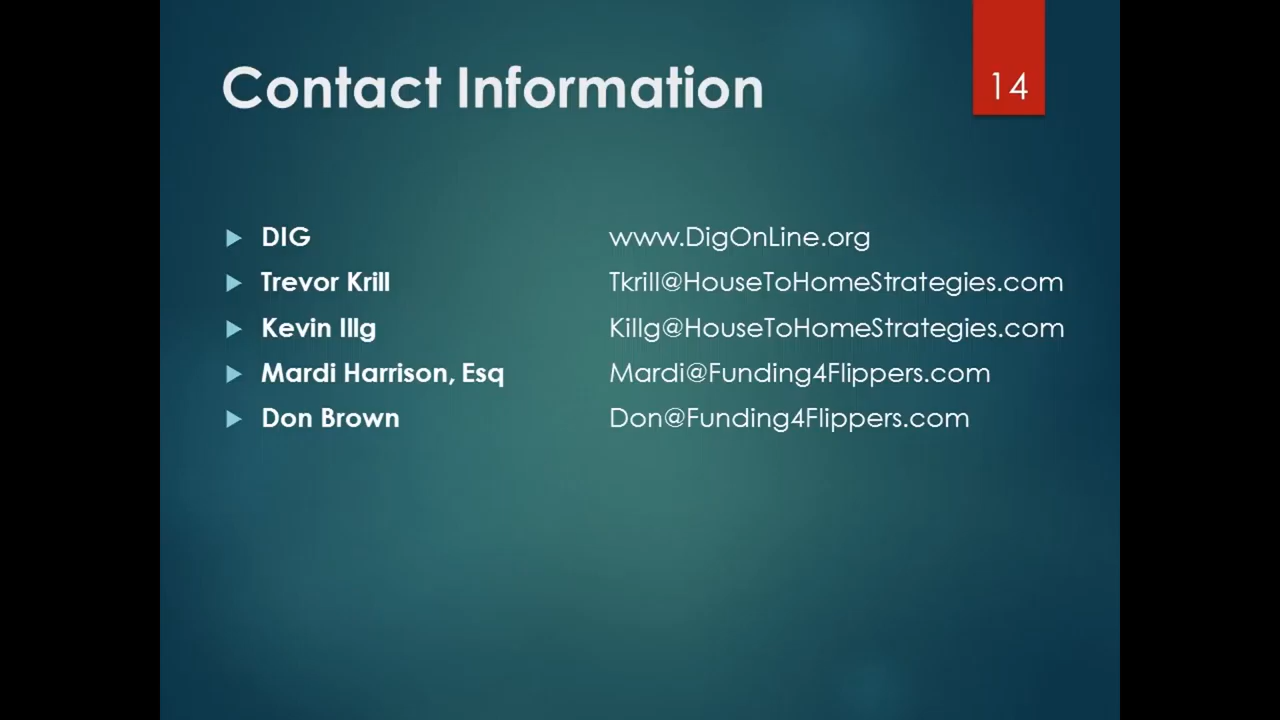 Contact Information
14
DIG www.DigOnLine.org
Trevor Krill Tkrill@HouseToHomeStrategies.com
Kevin Illg Killg@HouseToHomeStrategies.com
Mardi Harrison, Esq Mardi@Funding4Flippers.com
Don Brown Don@Funding4Flippers.com